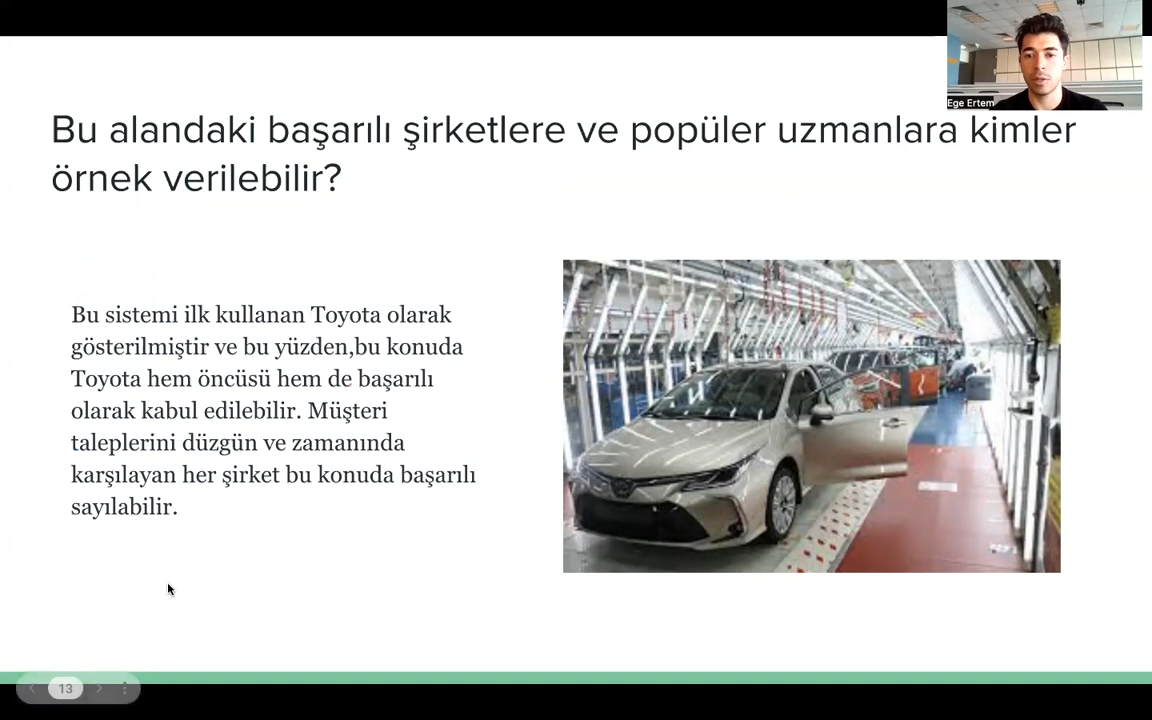 Ege Ertem
Bu alandaki başarılı şirketlere ve popüler uzmanlara kimler
örnek verilebilir?
Bu sistemi ilk kullanan Toyota olarak
gösterilmiştir ve bu yüzden,bu konuda
Toyota hem öncüsü hem de başarılı
olarak kabul edilebilir. Müşteri
taleplerini düzgün ve zamanında
karşılayan her şirket bu konuda başarılı
sayılabilir.
13